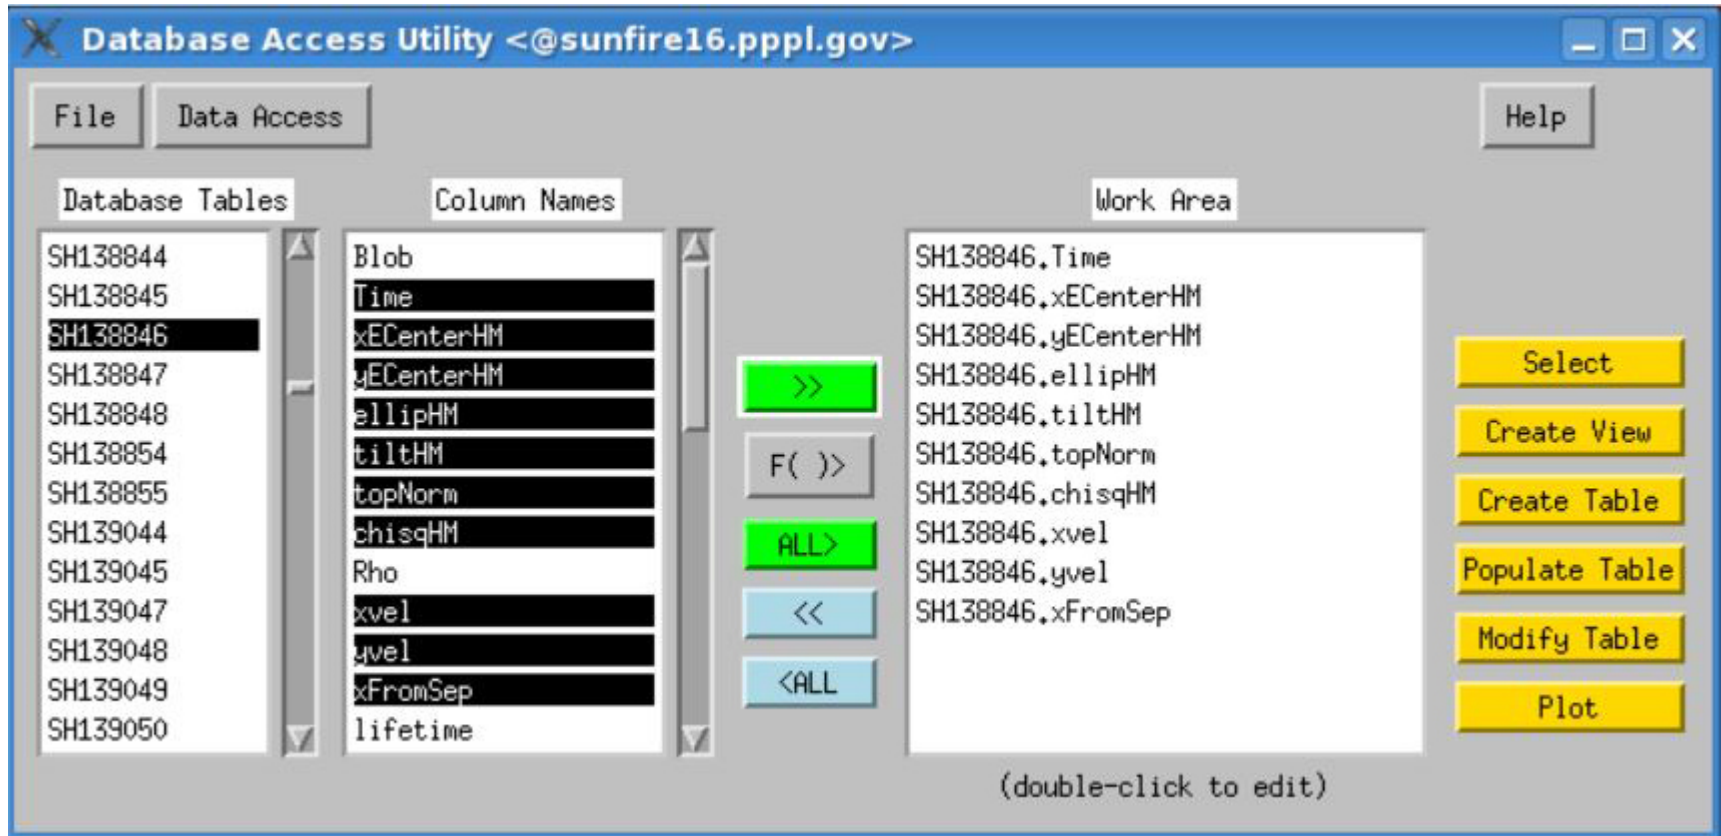 Database Access Utility <@sunfire16.pppl.gov>
File
Data Access
Help
Database Tables
SH138844
SH138845
SH138846
SH138847
SH138848
SH138854
SH138855
SH139044
SH139045
SH139047
SH139048
SH139049
SH139050
Column Names
Blob
Time
xECenterHM
yECenterHM
ellipHM
tiltHM
topNorm
chisqHM
Rho
xvel
yvel
xFromSep
lifetime
>>
F( )>
ALL>
<<
<ALL
Work Area
SH138846.Time
SH138846.xECenterHM
SH138846.yECenterHM
SH138846.ellipHM
SH138846.tiltHM
SH138846.topNorm
SH138846.chisqHM
SH138846.xvel
SH138846.yvel
SH138846.xFromSep
(double-click to edit)
Select
Create View
Create Table
Populate Table
Modify Table
Plot